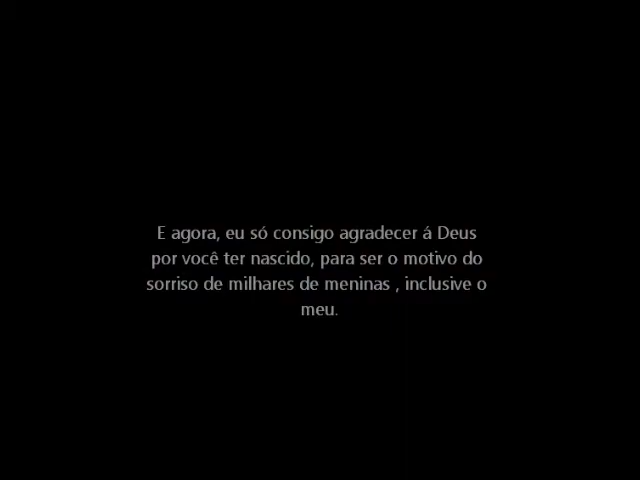 E agora, eu só consigo agradecer á Deus
por você ter nascido, para ser o motivo do
sorriso de milhares de meninas , inclusive o
meu.